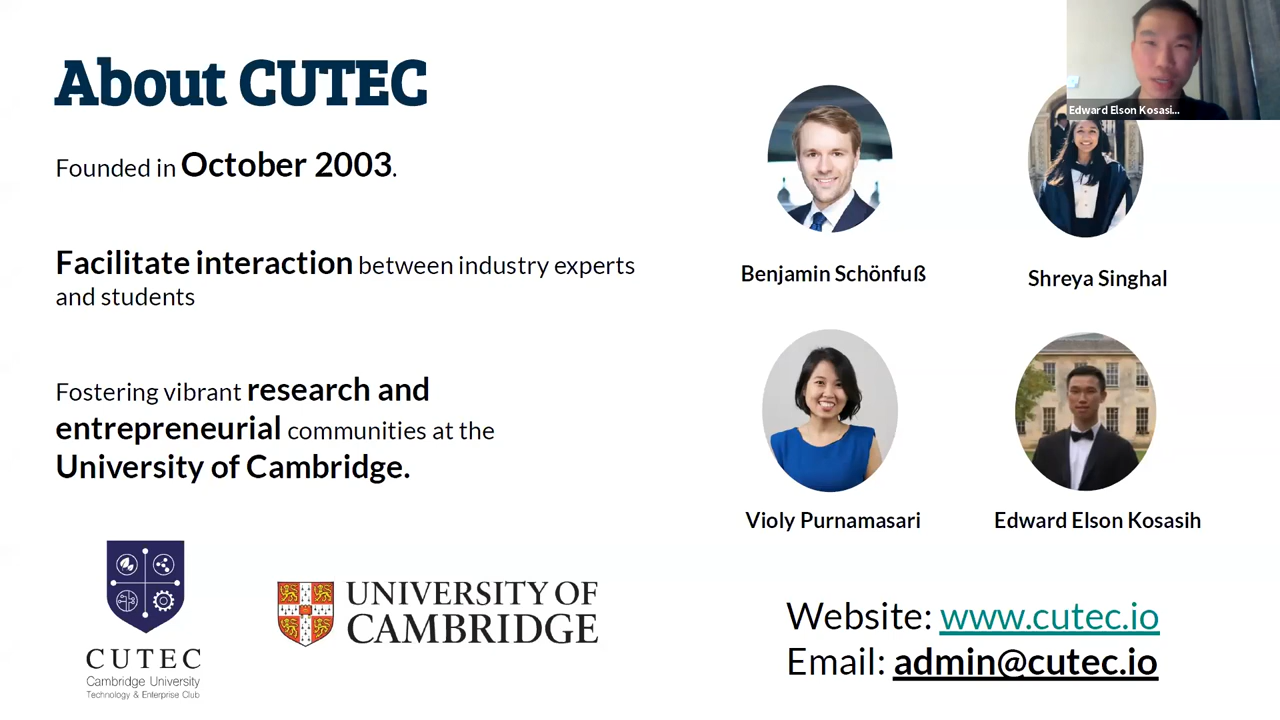 About CUTEC
Founded in October 2003.
Facilitate interaction between industry experts
and students
Fostering vibrant research and
entrepreneurial communities at the
University of Cambridge.
CUTEC
Cambridge University
Technology & Enterprise Club
UNIVERSITY OF
CAMBRIDGE
Edward Elson Kosasi...
Benjamin Schönfuß
Shreya Singhal
Violy Purnamasari
Edward Elson Kosasih
Website: www.cutec.io
Email: admin@cutec.io